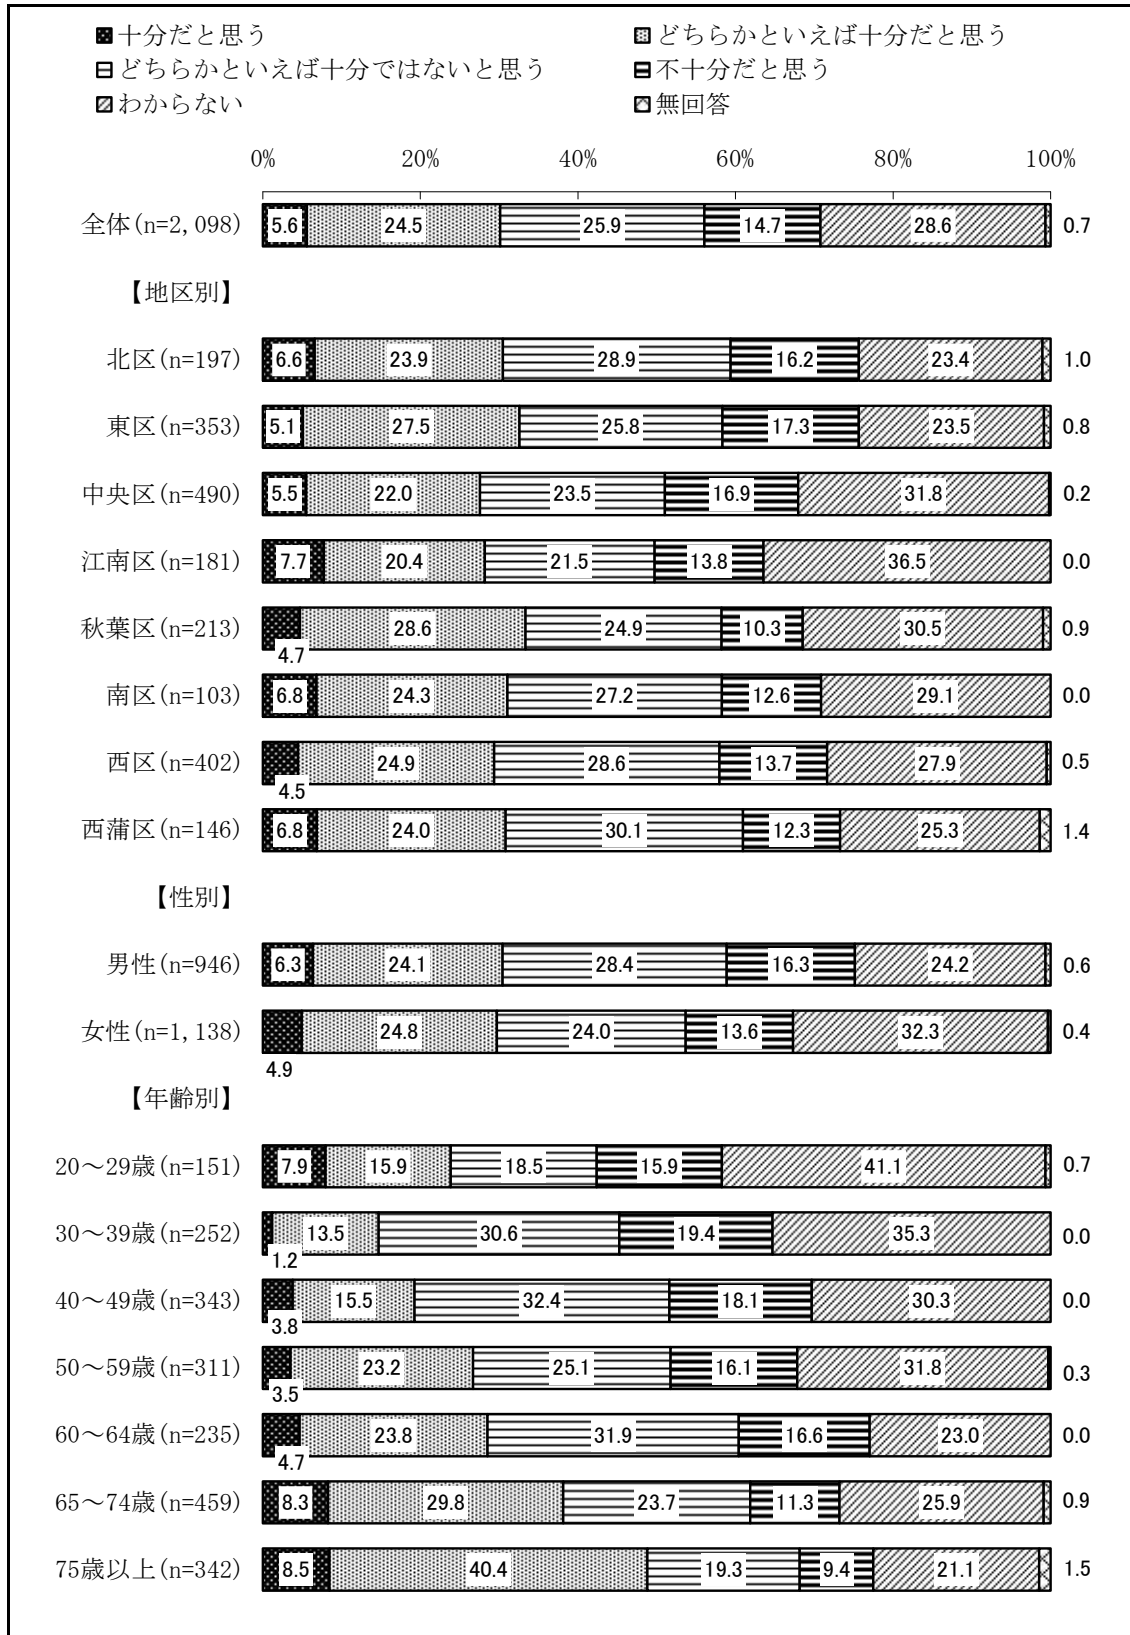 十分だと思う どちらかといえば十分だと思う
どちらかといえば十分ではないと思う 不十分だと思う
わからない 無回答
0% 20% 40% 60% 80% 100%
全体(n=2,098) 5.6 24.5 25.9 14.7 28.6 0.7
【地区別】
北区(n=197) 6.6 23.9 28.9 16.2 23.4 1.0
東区(n=353) 5.1 27.5 25.8 17.3 23.5 0.8
中央区(n=490) 5.5 22.0 23.5 16.9 31.8 0.2
江南区(n=181) 7.7 20.4 21.5 13.8 36.5 0.0
秋葉区(n=213) 4.7 28.6 24.9 10.3 30.5 0.9
南区(n=103) 6.8 24.3 27.2 12.6 29.1 0.0
西区(n=402) 4.5 24.9 28.6 13.7 27.9 0.5
西蒲区(n=146) 6.8 24.0 30.1 12.3 25.3 1.4
【性別】
男性(n=946) 6.3 24.1 28.4 16.3 24.2 0.6
女性(n=1,138) 4.9 24.8 24.0 13.6 32.3 0.4
【年齢別】
20～29歳(n=151) 7.9 15.9 18.5 15.9 41.1 0.7
30～39歳(n=252) 1.2 13.5 30.6 19.4 35.3 0.0
40～49歳(n=343) 3.8 15.5 32.4 18.1 30.3 0.0
50～59歳(n=311) 3.5 23.2 25.1 16.1 31.8 0.3
60～64歳(n=235) 4.7 23.8 31.9 16.6 23.0 0.0
65～74歳(n=459) 8.3 29.8 23.7 11.3 25.9 0.9
75歳以上(n=342) 8.5 40.4 19.3 9.4 21.1 1.5